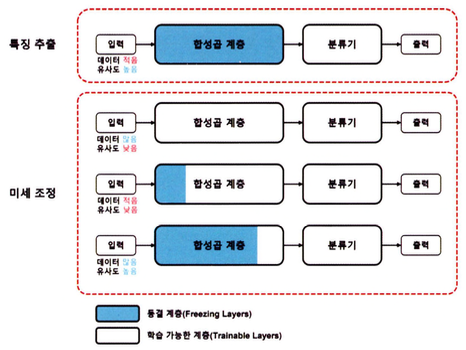 특징 추출
입력
합성곱 계층
분류기
출력
데이터 적음
유사도 높음
미세 조정
입력
합성곱 계층
분류기
출력
데이터 많음
유사도 낮음
입력
합성곱 계층
분류기
출력
데이터 적음
유사도 낮음
입력
합성곱 계층
분류기
출력
데이터 많음
유사도 높음
동결 계층(Freezing Layers)
학습 가능한 계층(Trainable Layers)